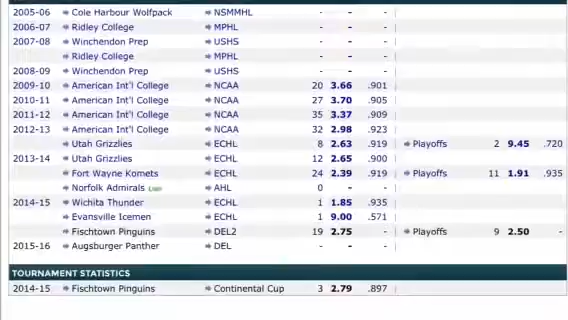 2005-06 Cole Harbour Wolfpack NSMMHL - - -
2006-07 Ridley College MPHL - - -
2007-08 Winchendon Prep USHS - - -
Ridley College MPHL - - -
2008-09 Winchendon Prep USHS - - -
2009-10 American Int'l College NCAA 20 3.66 .901
2010-11 American Int'l College NCAA 27 3.70 .905
2011-12 American Int'l College NCAA 35 3.37 .909
2012-13 American Int'l College NCAA 32 2.98 .923
Utah Grizzlies ECHL 8 2.63 .919 Playoffs 2 9.45 .720
2013-14 Utah Grizzlies ECHL 12 2.65 .900
Fort Wayne Komets ECHL 24 2.39 .919 Playoffs 11 1.91 .935
Norfolk Admirals AHL 0 - -
2014-15 Wichita Thunder ECHL 1 1.85 .935
Evansville Icemen ECHL 1 9.00 .571
Fischtown Pinguins DEL2 19 2.75 - Playoffs 9 2.50 -
2015-16 Augsburger Panther DEL - - -
TOURNAMENT STATISTICS
2014-15 Fischtown Pinguins Continental Cup 3 2.79 .897